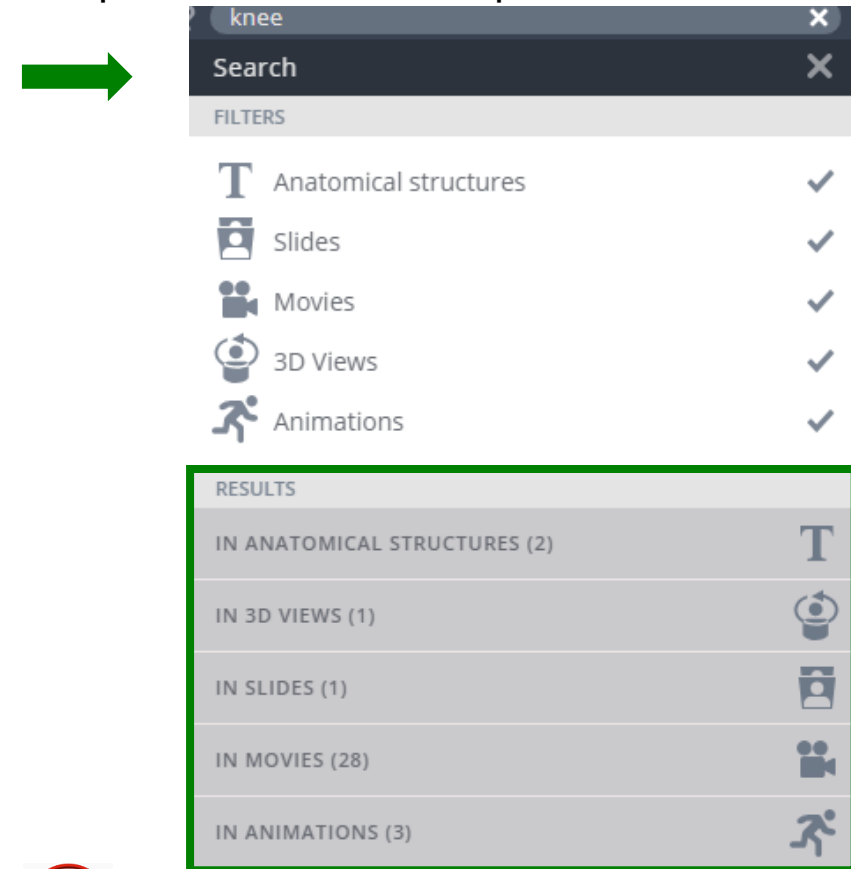 knee
Search
FILTERS
Anatomical structures
Slides
Movies
3D Views
Animations
RESULTS
IN ANATOMICAL STRUCTURES (2)
IN 3D VIEWS (1)
IN SLIDES (1)
IN MOVIES (28)
IN ANIMATIONS (3)